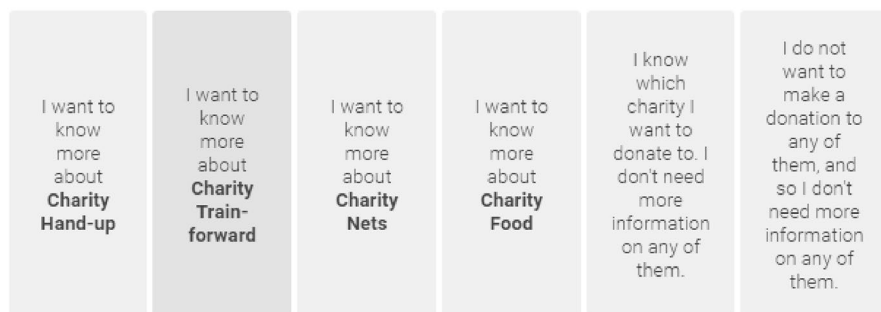 I want to
know
more
about
Charity
Hand-up
I want to
know
more
about
Charity
Train-
forward
I want to
know
more
about
Charity
Nets
I want to
know
more
about
Charity
Food
I know
which
charity I
want to
donate to. I
don't need
more
information
on any of
them.
I do not
want to
make a
donation to
any of
them, and
so I don't
need more
information
on any of
them.